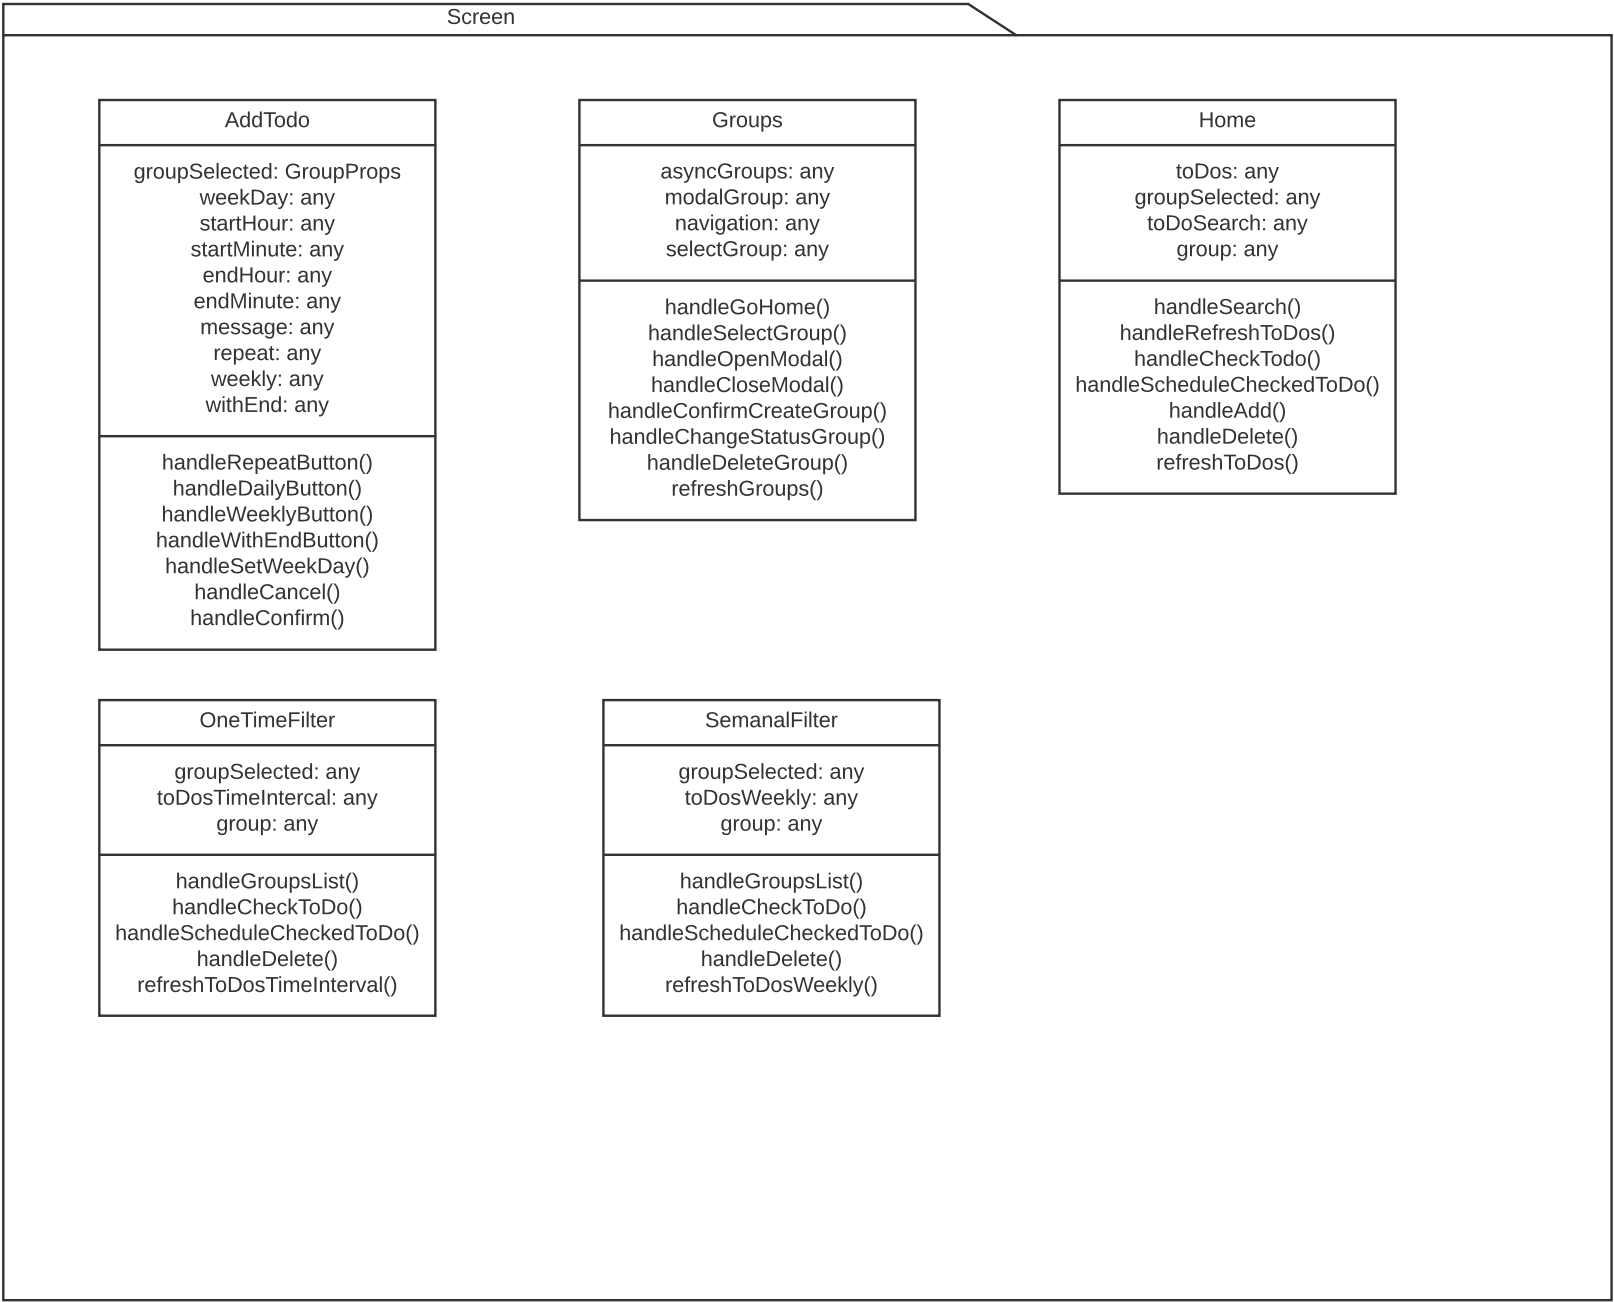 Screen
AddTodo
groupSelected: GroupProps
weekDay: any
startHour: any
startMinute: any
endHour: any
endMinute: any
message: any
repeat: any
weekly: any
withEnd: any
handleRepeatButton()
handleDailyButton()
handleWeeklyButton()
handleWithEndButton()
handleSetWeekDay()
handleCancel()
handleConfirm()
Groups
asyncGroups: any
modalGroup: any
navigation: any
selectGroup: any
handleGoHome()
handleSelectGroup()
handleOpenModal()
handleCloseModal()
handleConfirmCreateGroup()
handleChangeStatusGroup()
handleDeleteGroup()
refreshGroups()
Home
toDos: any
groupSelected: any
toDoSearch: any
group: any
handleSearch()
handleRefreshToDos()
handleCheckTodo()
handleScheduleCheckedToDo()
handleAdd()
handleDelete()
refreshToDos()
OneTimeFilter
groupSelected: any
toDosTimeIntercal: any
group: any
handleGroupsList()
handleCheckToDo()
handleScheduleCheckedToDo()
handleDelete()
refreshToDosTimeInterval()
SemanalFilter
groupSelected: any
toDosWeekly: any
group: any
handleGroupsList()
handleCheckToDo()
handleScheduleCheckedToDo()
handleDelete()
refreshToDosWeekly()